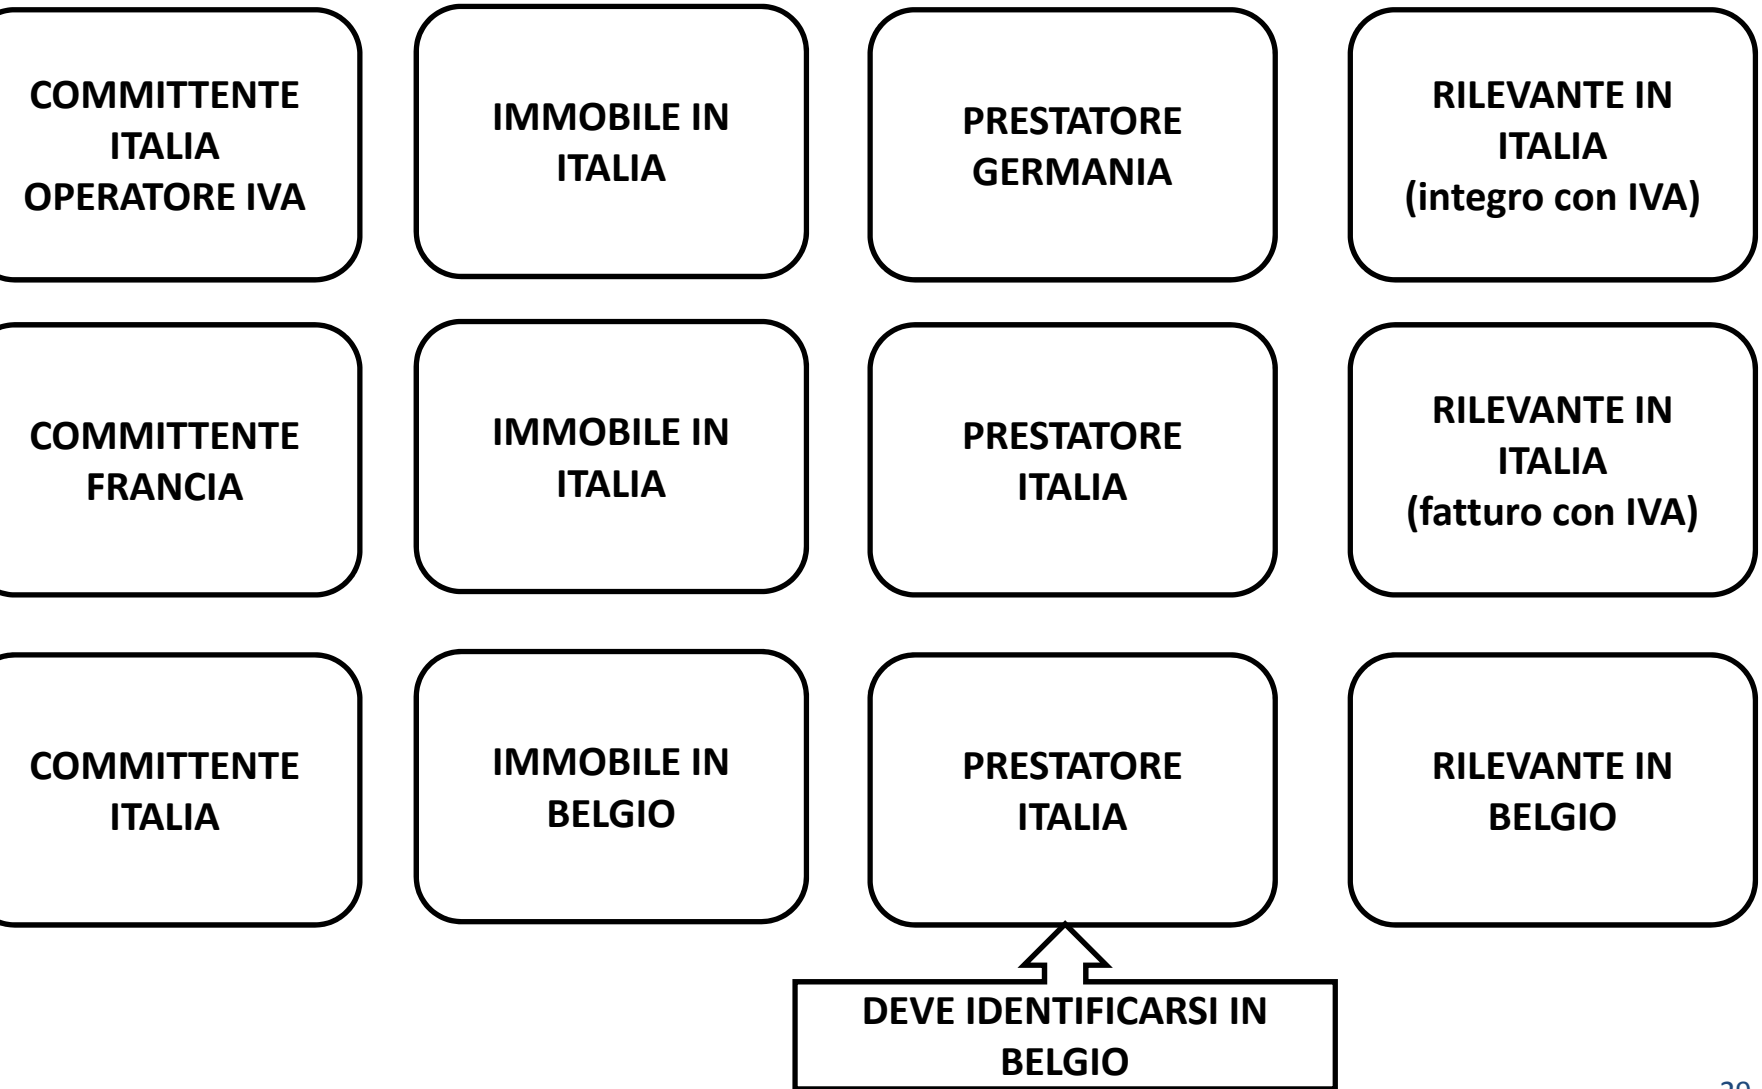 COMMITTENTE
ITALIA
OPERATORE IVA
IMMOBILE IN
ITALIA
PRESTATORE
GERMANIA
RILEVANTE IN
ITALIA
(integro con IVA)
COMMITTENTE
FRANCIA
IMMOBILE IN
ITALIA
PRESTATORE
ITALIA
RILEVANTE IN
ITALIA
(fatturo con IVA)
COMMITTENTE
ITALIA
IMMOBILE IN
BELGIO
PRESTATORE
ITALIA
RILEVANTE IN
BELGIO
DEVE IDENTIFICARSI IN
BELGIO